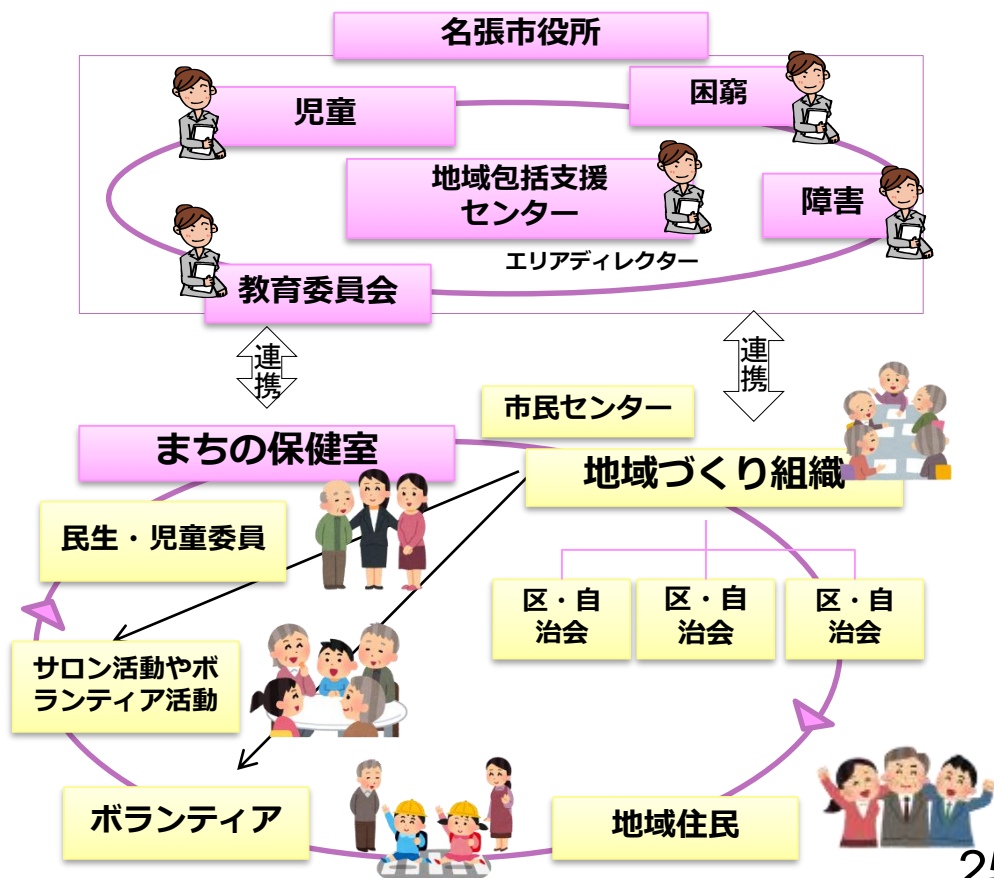 名張市役所
児童
困窮
地域包括支援
センター
障害
エリアディレクター
教育委員会
連
携
連
携
市民センター
まちの保健室
地域づくり組織
民生・児童委員
区・自
治会
区・自
治会
区・自
治会
サロン活動やボ
ランティア活動
ボランティア
地域住民
25